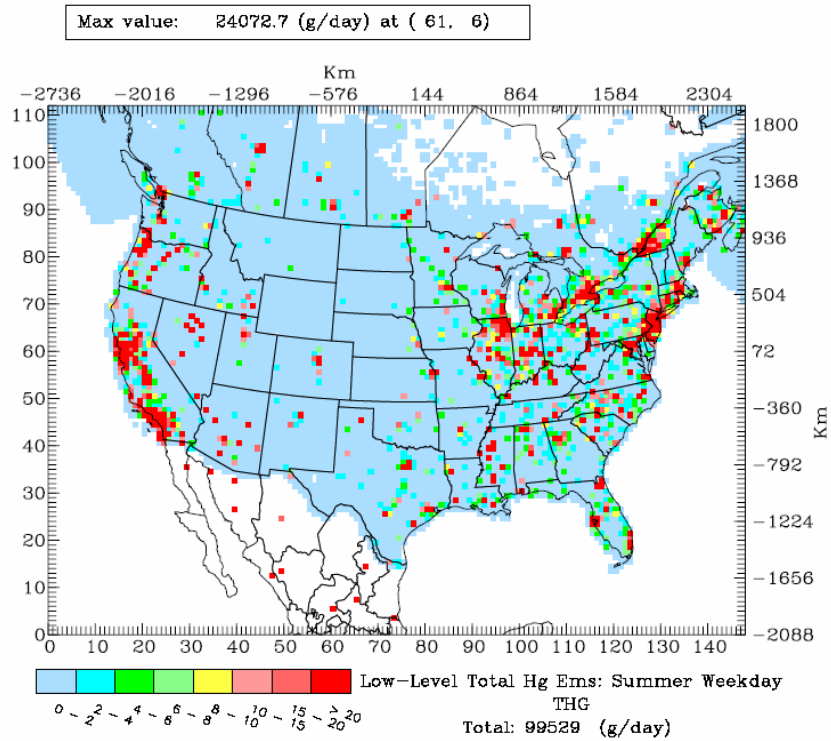 Max value: 24072.7 (g/day) at ( 61, 6)
Km
-2736 -2016 -1296 -576 144 864 1584 2304
110 1800
100
1368
90
936
80
70 504
60 72
50
-360
40
-792
30
-1224
20
-1656
10
0 -2088
Km
0 10 20 30 40 50 60 70 80 90 100 110 120 130 140
0 - 2 - 4 - 6 - 8 - 10 - 15 - > 20
- 10 - 15 - 20
Low-Level Total Hg Ems: Summer Weekday
THG
Total: 99529 (g/day)